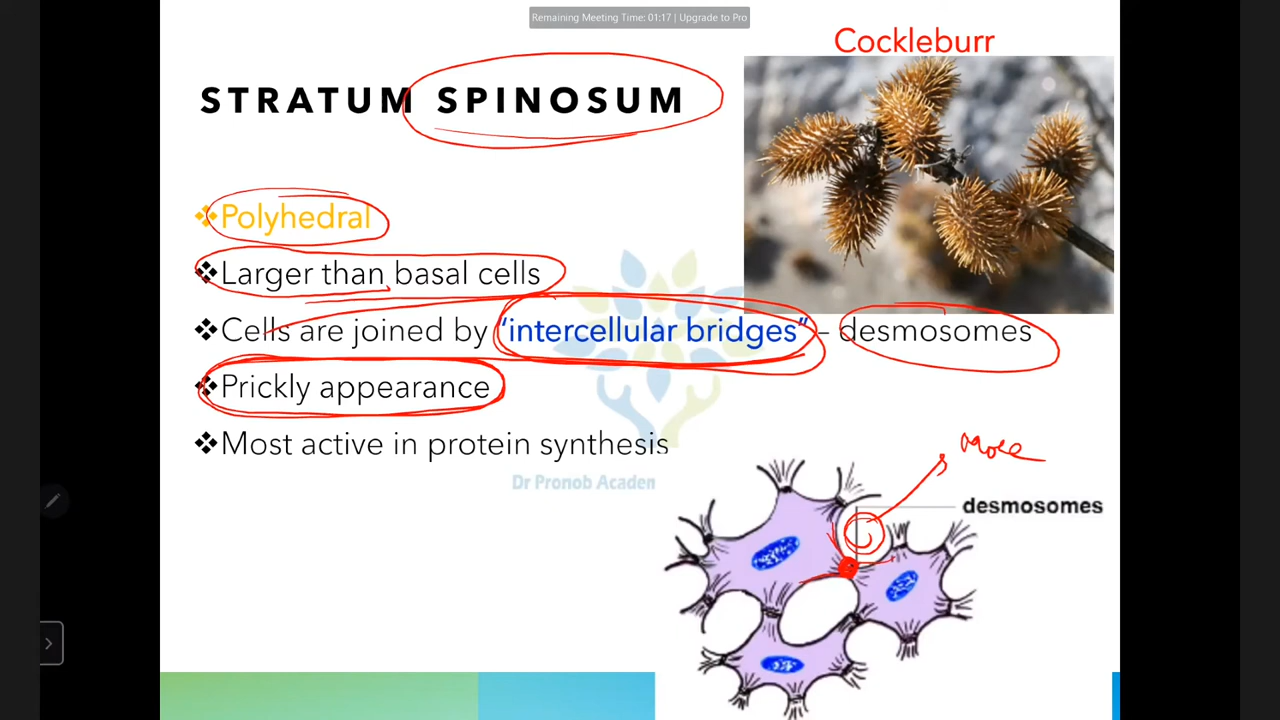 Remaining Meeting Time: 01:17 | Upgrade to Pro
Cockleburr
STRATUM SPINOSUM
❖Polyhedral
❖Larger than basal cells
❖Cells are joined by ‘intercellular bridges” – desmosomes
❖Prickly appearance
❖Most active in protein synthesis
Dr Pronob Acaden
desmosomes